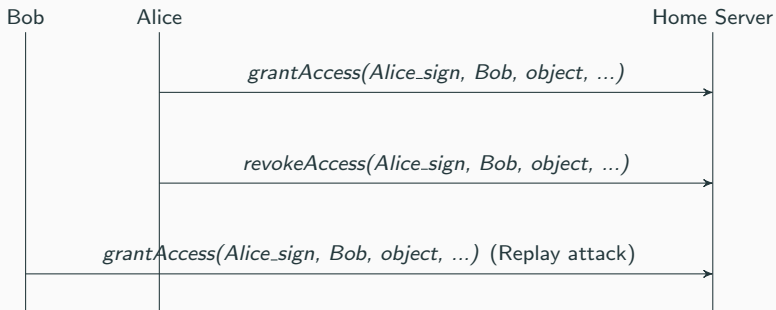 Bob Alice Home Server
grantAccess(Alice_sign, Bob, object, ...)
revokeAccess(Alice_sign, Bob, object, ...)
grantAccess(Alice_sign, Bob, object, ...) (Replay attack)